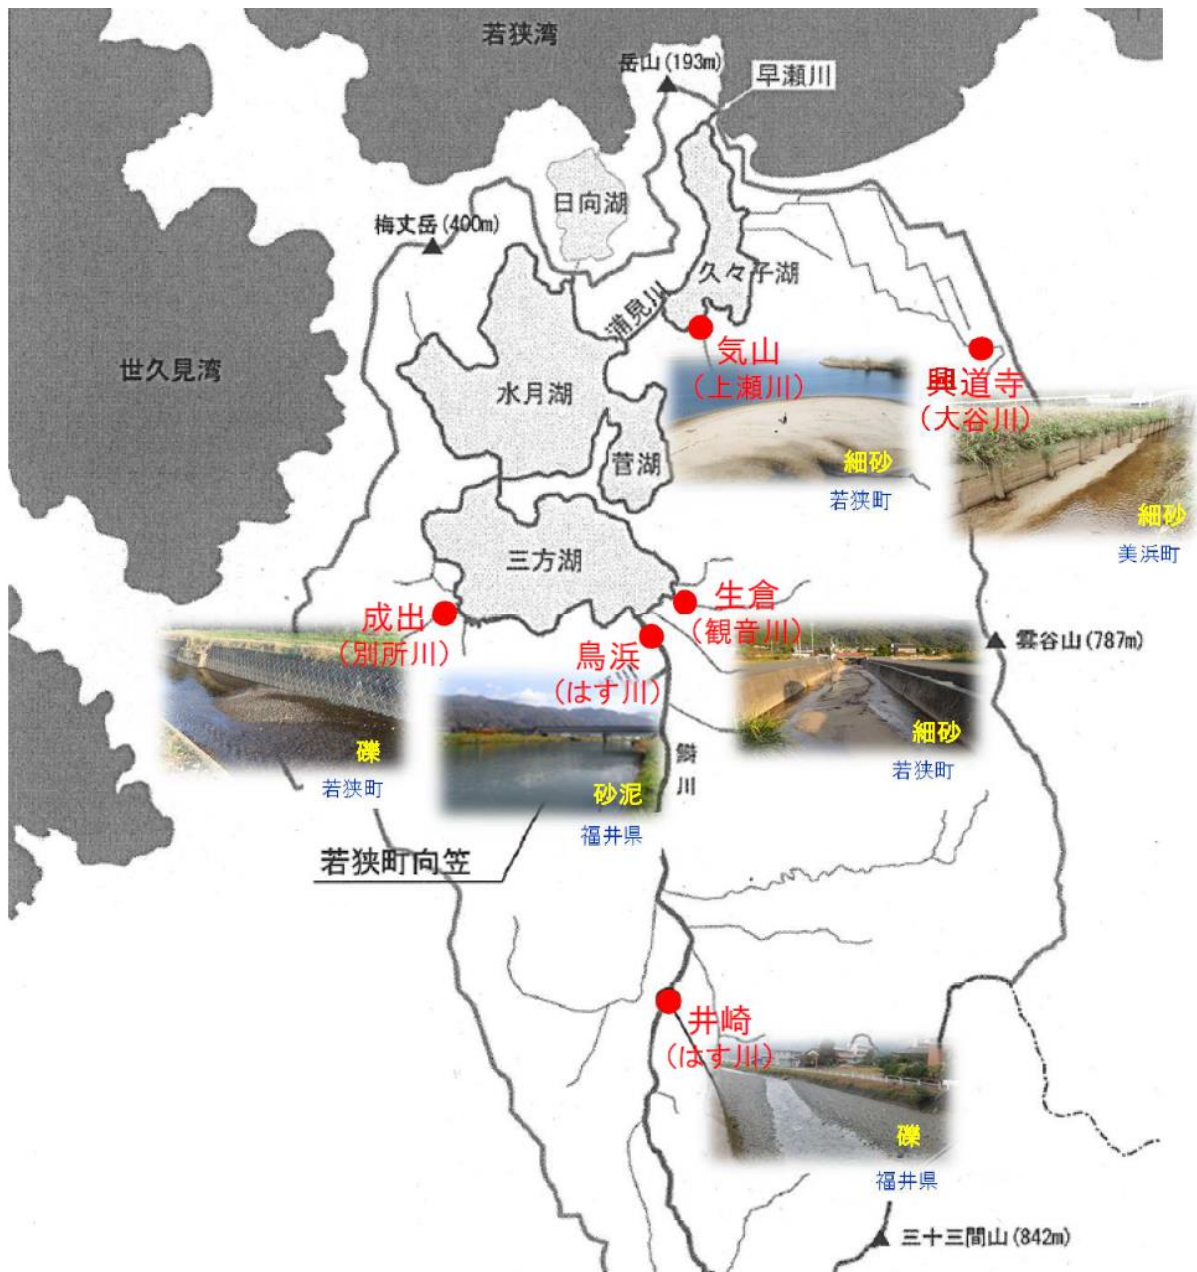 若狭湾
岳山(193m)
早瀬川
日向湖
梅丈岳(400m)
久々子湖
浦見川
気山
(上瀬川)
興道寺
(大谷川)
世久見湾
水月湖
菅湖
細砂
若狭町
細砂
美浜町
三方湖
成出
(別所川)
生倉
(観音川)
鳥浜
(はす川)
雲谷山(787m)
礫
若狭町
細砂
若狭町
鰣川
砂泥
福井県
若狭町向笠
井崎
(はす川)
礫
福井県
三十三間山(842m)